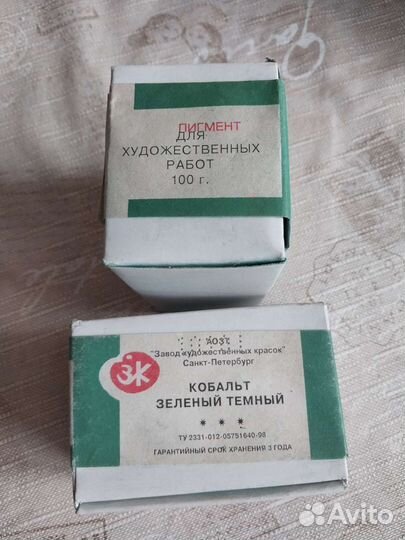 ПИГМЕНТ
ДЛЯ
ХУДОЖЕСТВЕННЫХ
РАБОТ
100 г.
АОЗТ
"Завод художественных красок"
Санкт-Петербург
ЗК
КОБАЛЬТ
ЗЕЛЕНЫЙ ТЕМНЫЙ
* * *
ТУ 2331-012-05751640-98
ГАРАНТИЙНЫЙ СРОК ХРАНЕНИЯ 3 ГОДА
Avito